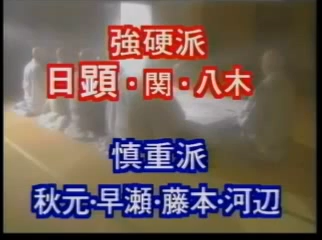 強硬派
日顕・関・八木
慎重派
秋元・早瀬・藤本・河辺